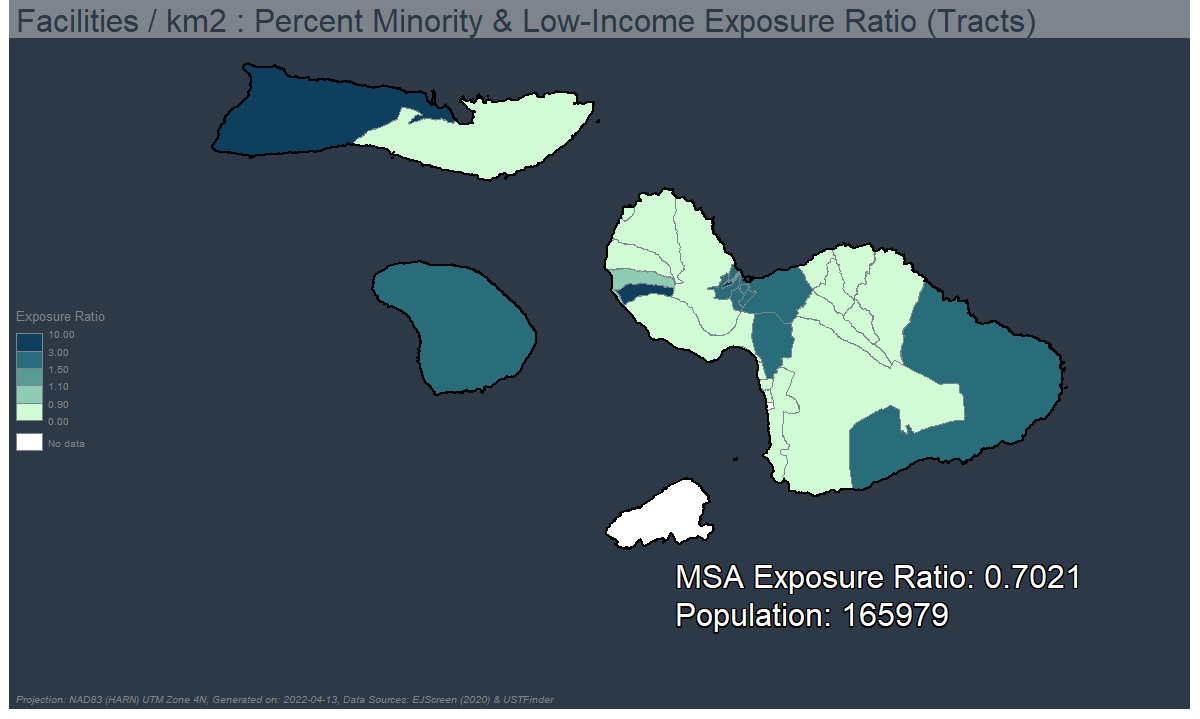 Facilities / km2 : Percent Minority & Low-Income Exposure Ratio (Tracts)
Exposure Ratio
10.00
3.00
1.50
1.10
0.90
0.00
No data
MSA Exposure Ratio: 0.7021
Population: 165979
Projection: NAD83 (HARN) UTM Zone 4N, Generated on: 2022-04-13, Data Sources: EJScreen (2020) & USTFinder